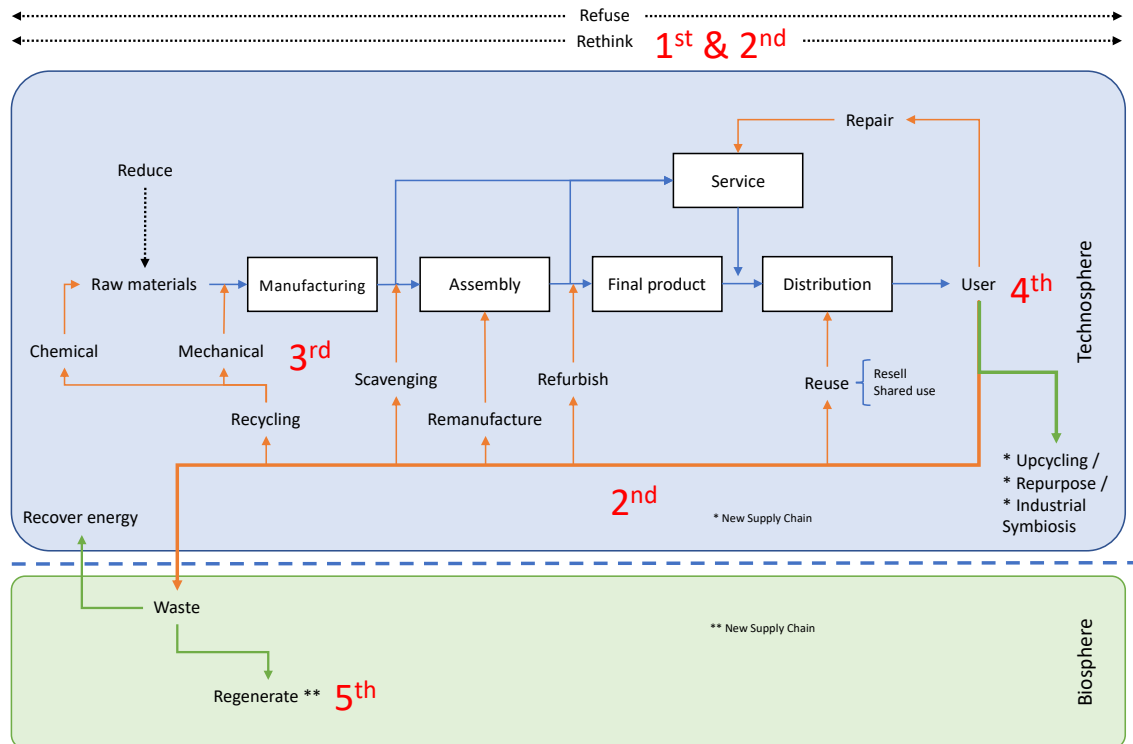 Refuse
Rethink
1st & 2nd
Repair
Reduce
Service
Raw materials
Manufacturing
Assembly
Final product
Distribution
User
4th
Technosphere
Chemical
Mechanical
3rd
Scavenging
Refurbish
Reuse
Resell
Shared use
Recycling
Remanufacture
* Upcycling /
* Repurpose /
* Industrial
Symbiosis
2nd
* New Supply Chain
Recover energy
Waste
** New Supply Chain
Biosphere
Regenerate **
5th